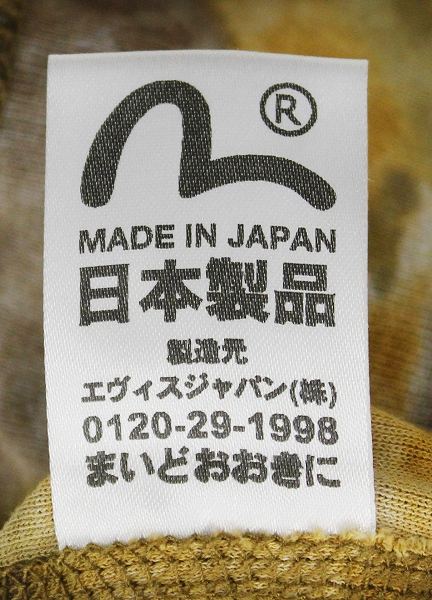 ®
MADE IN JAPAN
日本製品
製造元
エヴィスジャパン(株)
0120-29-1998
まいどおおきに